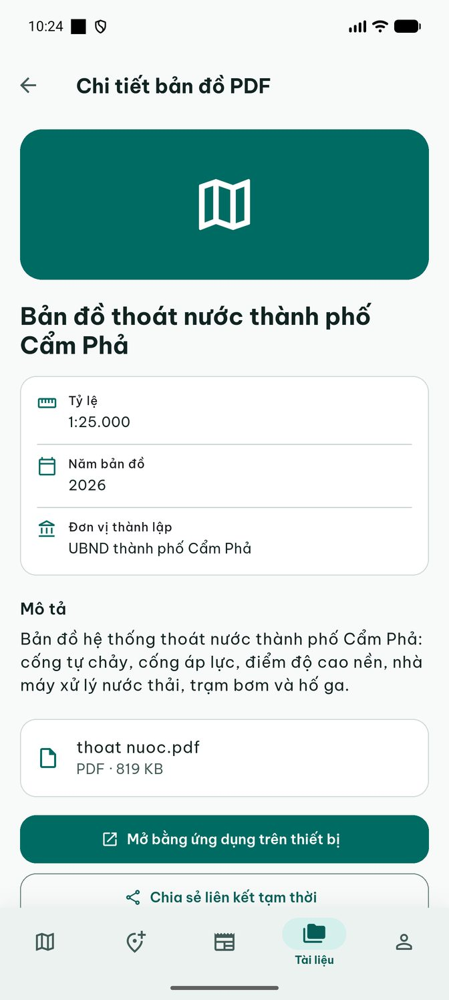 10:24
Chi tiết bản đồ PDF
Bản đồ thoát nước thành phố
Cẩm Phả
Tỷ lệ
1:25.000
Năm bản đồ
2026
Đơn vị thành lập
UBND thành phố Cẩm Phả
Mô tả
Bản đồ hệ thống thoát nước thành phố Cẩm Phả:
cống tự chảy, cống áp lực, điểm độ cao nền, nhà
máy xử lý nước thải, trạm bơm và hố ga.
thoat nuoc.pdf
PDF · 819 KB
Mở bằng ứng dụng trên thiết bị
Chia sẻ liên kết tạm thời
Tài liệu